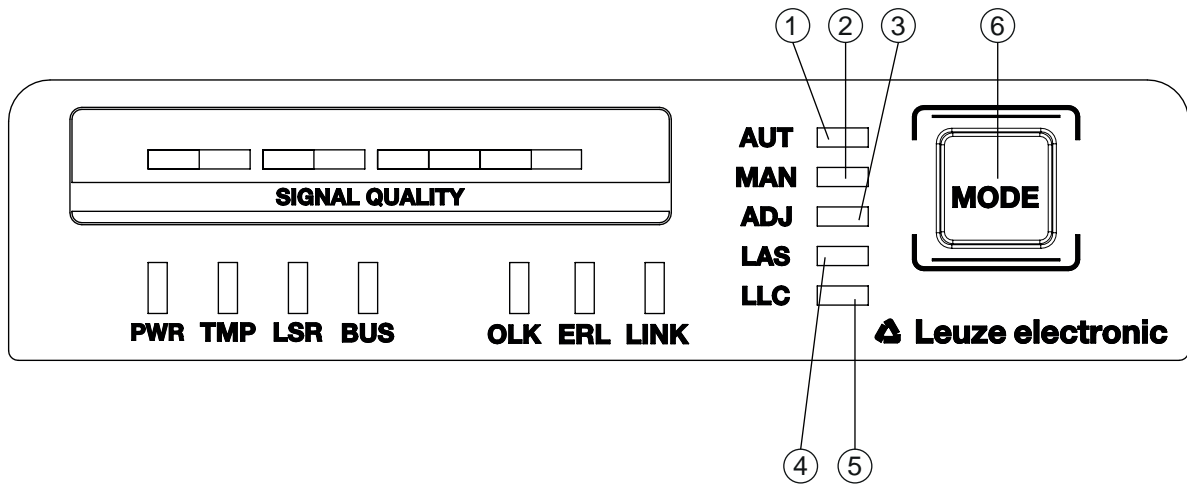 1 2 3 6
AUT
MAN
ADJ
LAS
LLC
MODE
SIGNAL QUALITY
PWR TMP LSR BUS OLK ERL LINK
Leuze electronic
4 5